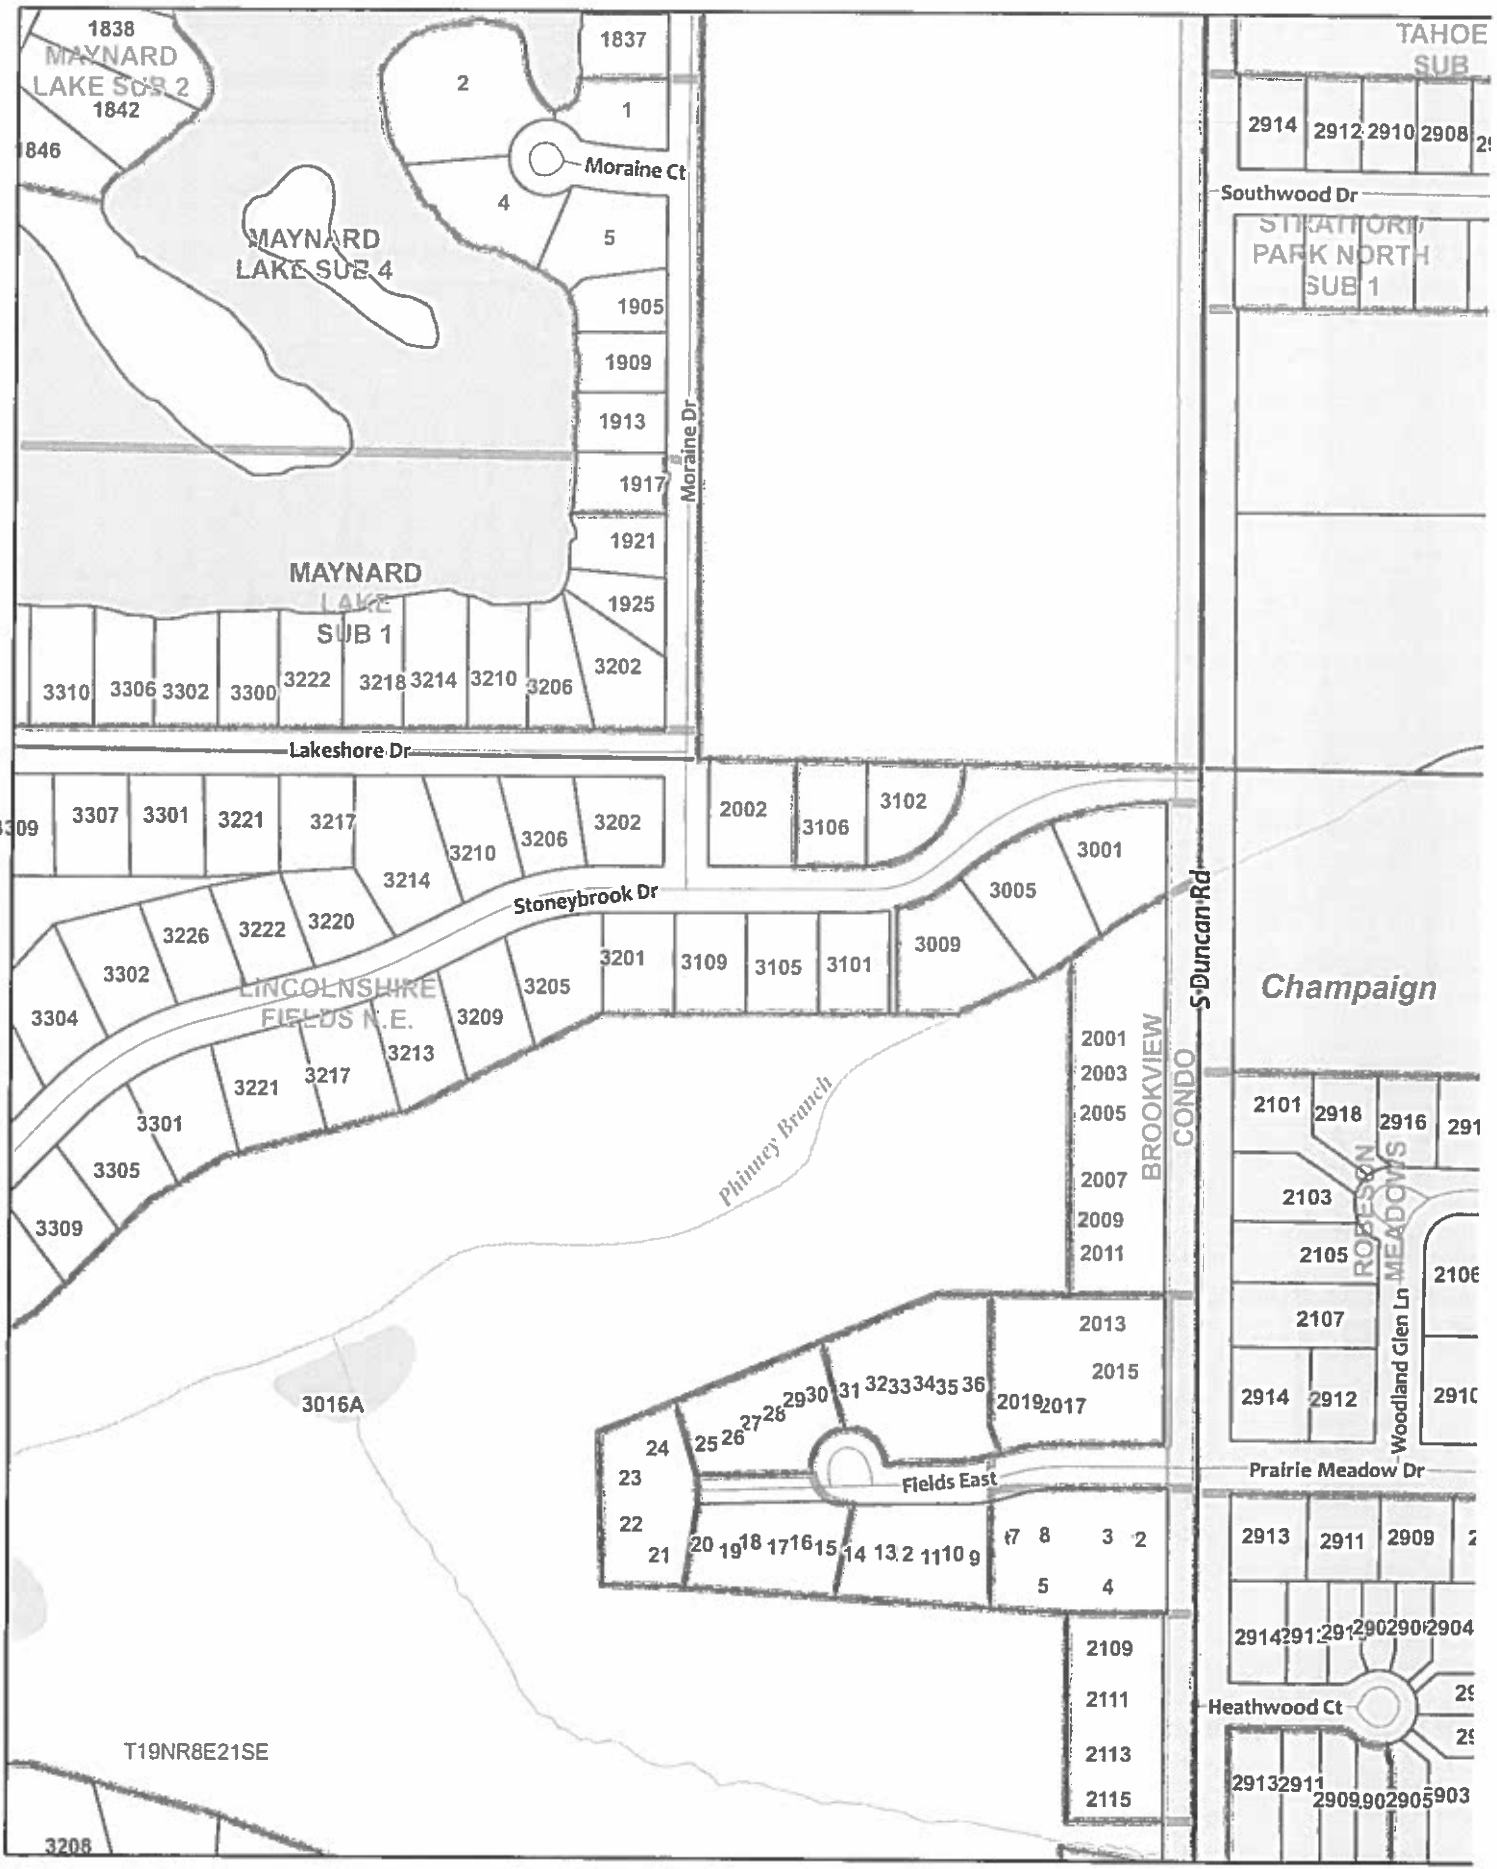 1838
MAYNARD
LAKE SUB 2
1842
1846
2
1837
1
Moraine Ct
4
5
MAYNARD
LAKE SUB 4
1905
1909
1913
1917
1921
1925
Moraine Dr
MAYNARD
LAKE
SUB 1
3310 3306 3302 3300 3222 3218 3214 3210 3206 3202
Lakeshore Dr
TAHOE
SUB
2914 2912 2910 2908
Southwood Dr
STRATFORD
PARK NORTH
SUB 1
3307 3301 3221 3217 3214 3210 3206 3202
2002 3106 3102
3001
3005
3009
Stoneybrook Dr
3226 3222 3220
3302
3304
LINCOLNSHIRE
FIELDS N.E.
3201 3109 3105 3101
3205
3209
3213
3217
3221
3301
3305
3309
S Duncan Rd
Champaign
Phinney Branch
2001
2003
2005
2007
2009
2011
BROOKVIEW
CONDO
2101 2918 2916
2103
2105
2107
2106
ROBESON
MEADOWS
Woodland Glen Ln
2914 2912 2910
2013
2015
2019 2017
3016A
24
23
22
21
25 26 27 28 29 30 31 32 33 34 35 36
Fields East
Prairie Meadow Dr
20 19 18 17 16 15 14 13 11 10 9
8 3 2
5 4
2913 2911 2909
2914 2904
Heathwood Ct
2109
2111
2113
2115
2913 2911 2909 2905
T19NR8E21SE
3208